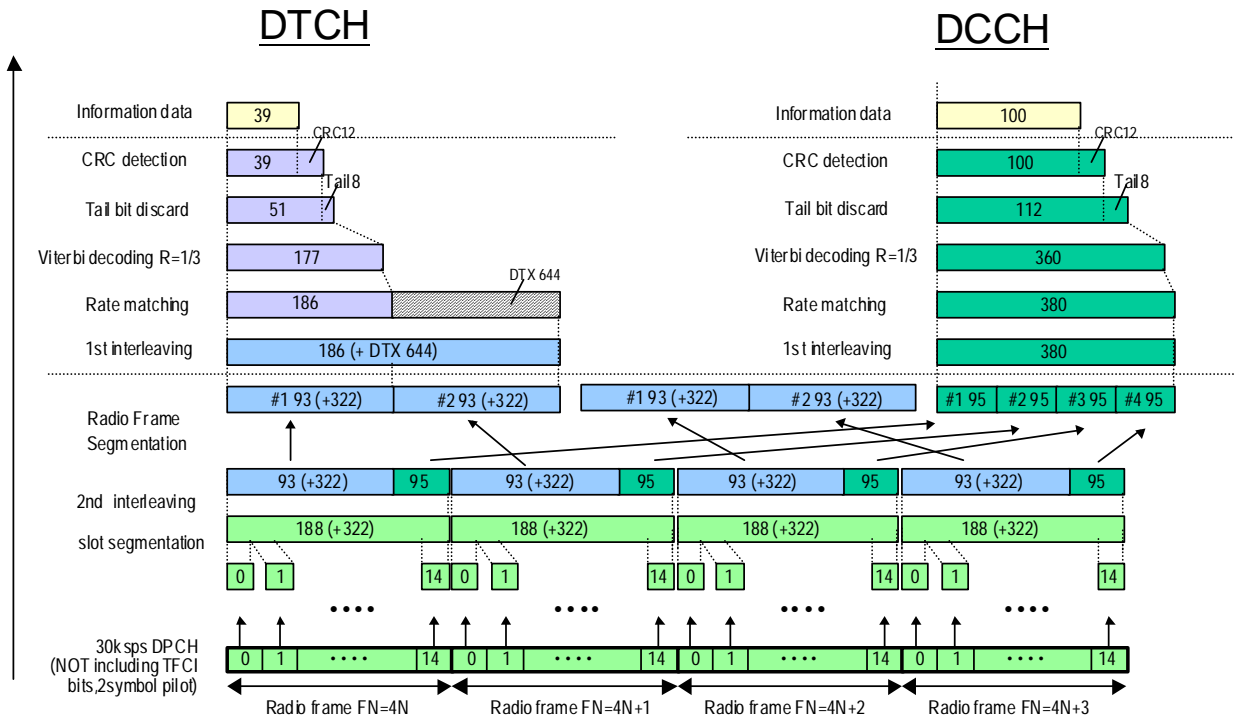 DTCH
DCCH
Information data
39
Information data
100
CRC12
CRC12
CRC detection
39
CRC detection
100
Tail8
Tail8
Tail bit discard
51
Tail bit discard
112
Viterbi decoding R=1/3
177
Viterbi decoding R=1/3
360
DTX 644
Rate matching
186
Rate matching
380
1st interleaving
186 (+ DTX 644)
1st interleaving
380
#1 93 (+322)
#2 93 (+322)
#1 93 (+322)
#2 93 (+322)
#1 95
#2 95
#3 95
#4 95
Radio Frame
Segmentation
93 (+322)
95
93 (+322)
95
93 (+322)
95
93 (+322)
95
2nd interleaving
188 (+322)
188 (+322)
188 (+322)
188 (+322)
slot segmentation
0
1
14
0
1
14
0
1
14
0
1
14
30ksps DPCH
(NOT including TFCI
bits,2symbol pilot)
0
1
14
0
1
14
0
1
14
0
1
14
Radio frame FN=4N
Radio frame FN=4N+1
Radio frame FN=4N+2
Radio frame FN=4N+3